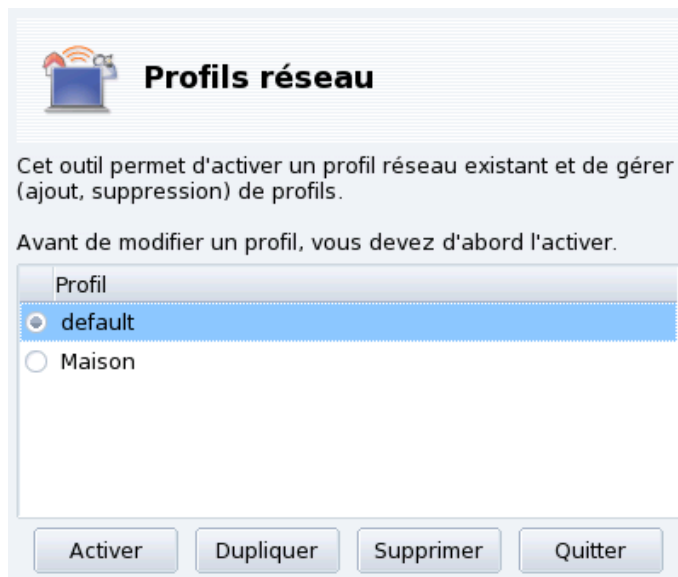 Profils réseau
Cet outil permet d'activer un profil réseau existant et de gérer
(ajout, suppression) de profils.
Avant de modifier un profil, vous devez d'abord l'activer.
Profil
default
Maison
Activer Dupliquer Supprimer Quitter